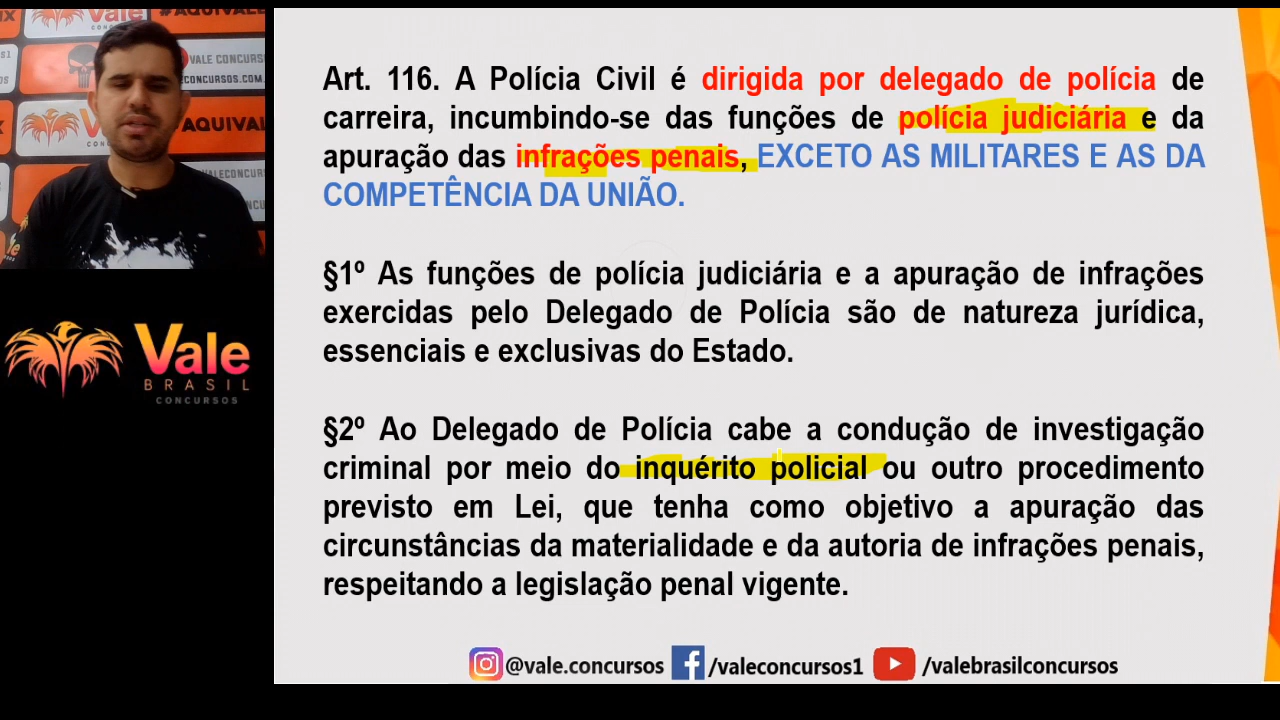 Art. 116. A Polícia Civil é dirigida por delegado de polícia de
carreira, incumbindo-se das funções de polícia judiciária e da
apuração das infrações penais, EXCETO AS MILITARES E AS DA
COMPETÊNCIA DA UNIÃO.
§1º As funções de polícia judiciária e a apuração de infrações
exercidas pelo Delegado de Polícia são de natureza jurídica,
essenciais e exclusivas do Estado.
§2º Ao Delegado de Polícia cabe a condução de investigação
criminal por meio do inquérito policial ou outro procedimento
previsto em Lei, que tenha como objetivo a apuração das
circunstâncias da materialidade e da autoria de infrações penais,
respeitando a legislação penal vigente.
@vale.concursos /valeconcursos1 /valebrasilconcursos
Vale
BRASIL
CONCURSOS